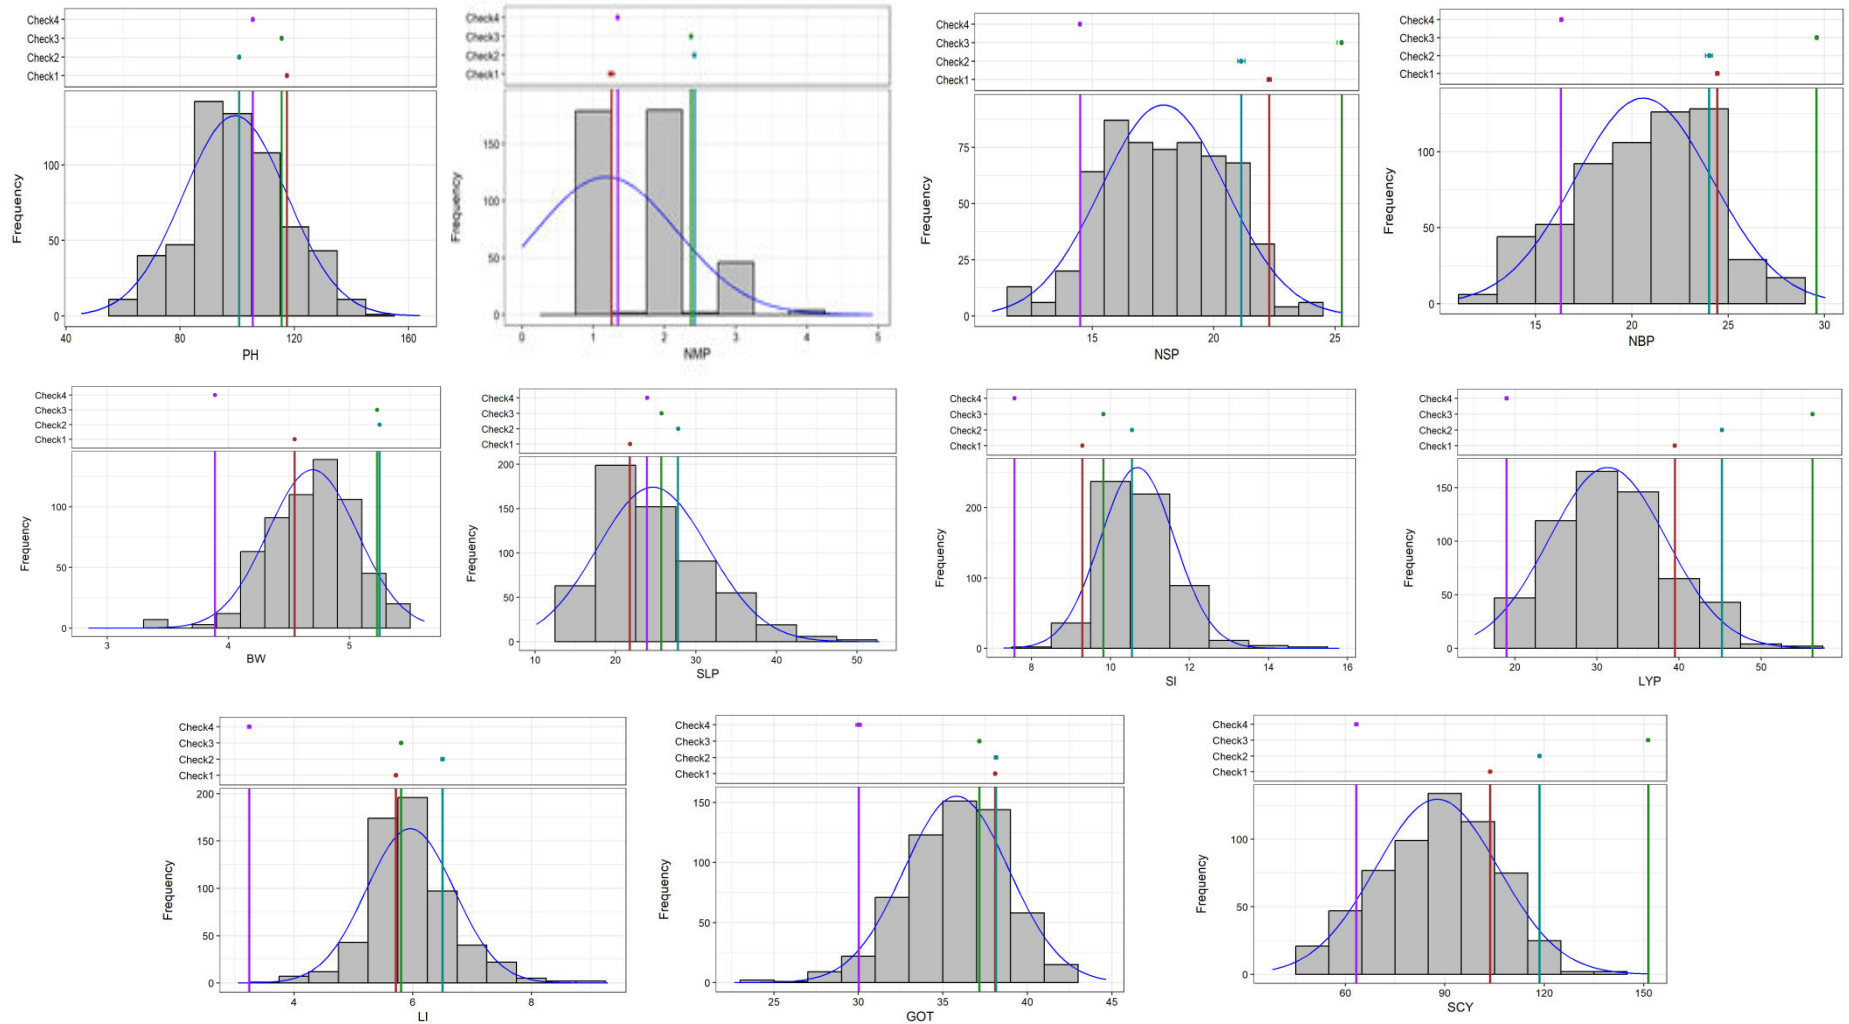 Check4
Check3
Check2
Check1
Frequency
100
50
0
40
80
120
160
PH
Check4
Check3
Check2
Check1
Frequency
150
100
50
0
0
1
2
3
4
5
NMP
Check4
Check3
Check2
Check1
Frequency
75
50
25
0
15
20
25
NSP
Check4
Check3
Check2
Check1
Frequency
100
50
0
15
20
25
30
NBP
Check4
Check3
Check2
Check1
Frequency
100
50
0
3
4
5
BW
Check4
Check3
Check2
Check1
Frequency
200
150
100
50
0
10
20
30
40
50
SLP
Check4
Check3
Check2
Check1
Frequency
200
100
0
8
10
12
14
16
SI
Check4
Check3
Check2
Check1
Frequency
150
100
50
0
20
30
40
50
LYP
Check4
Check3
Check2
Check1
Frequency
200
150
100
50
0
4
6
8
LI
Check4
Check3
Check2
Check1
Frequency
150
100
50
0
25
30
35
40
45
GOT
Check4
Check3
Check2
Check1
Frequency
100
50
0
60
90
120
150
SCY